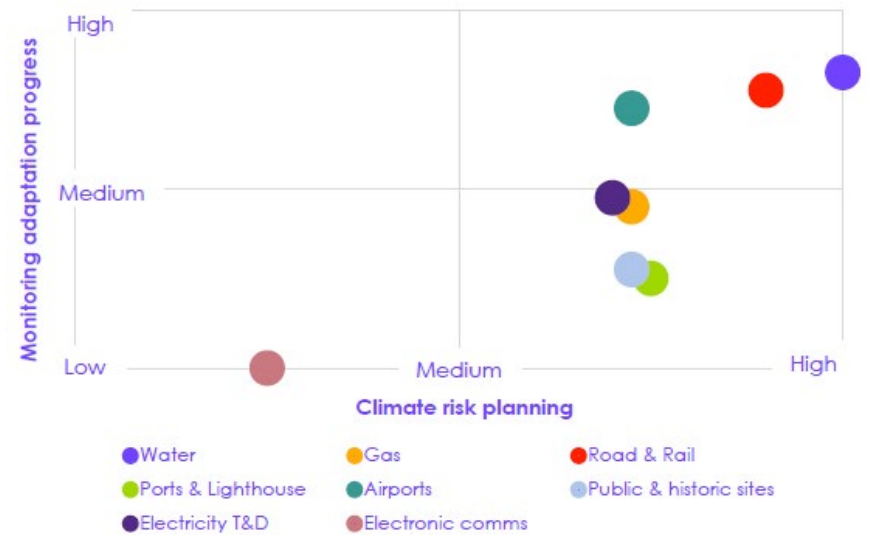 High
Monitoring adaptation progress
Medium
Low
Medium
High
Climate risk planning
Water
Gas
Road & Rail
Ports & Lighthouse
Airports
Public & historic sites
Electricity T&D
Electronic comms